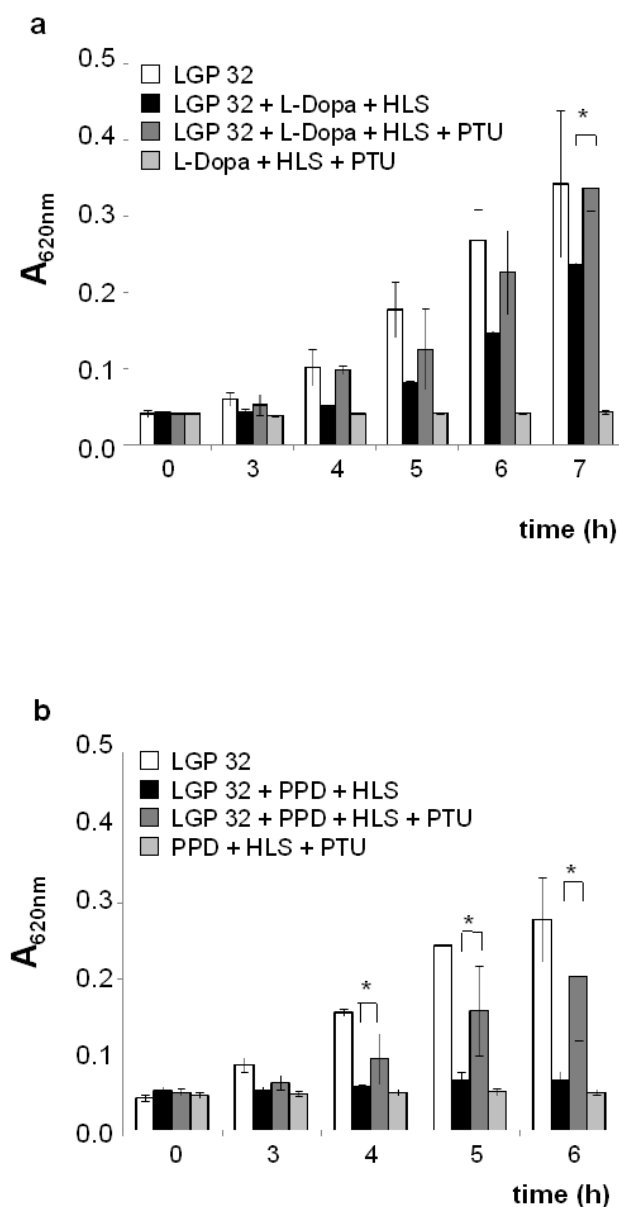 a
0.5
0.4
0.3
0.2
0.1
0.0
A620nm
LGP 32
LGP 32 + L-Dopa + HLS
LGP 32 + L-Dopa + HLS + PTU
L-Dopa + HLS + PTU
*
0 3 4 5 6 7
time (h)
b
0.5
0.4
0.3
0.2
0.1
0.0
A620nm
LGP 32
LGP 32 + PPD + HLS
LGP 32 + PPD + HLS + PTU
PPD + HLS + PTU
* * *
0 3 4 5 6
time (h)